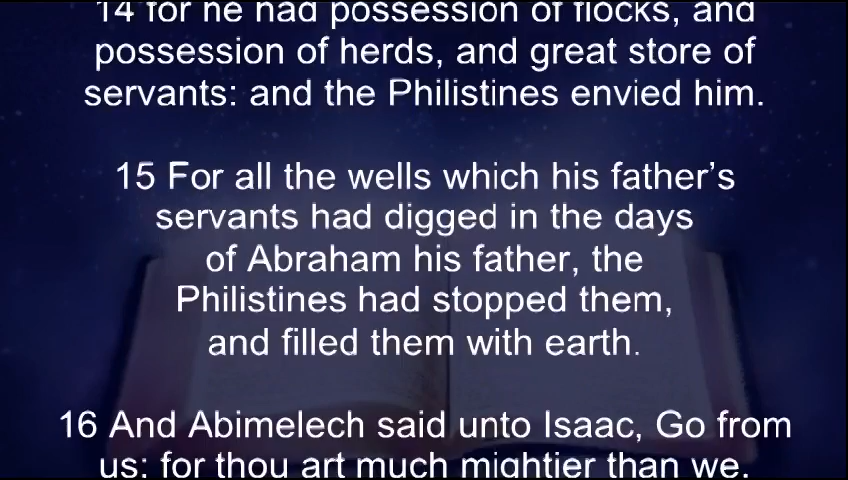 14 for he had possession of flocks, and
possession of herds, and great store of
servants: and the Philistines envied him.
15 For all the wells which his father’s
servants had digged in the days
of Abraham his father, the
Philistines had stopped them,
and filled them with earth.
16 And Abimelech said unto Isaac, Go from
us: for thou art much mightier than we.